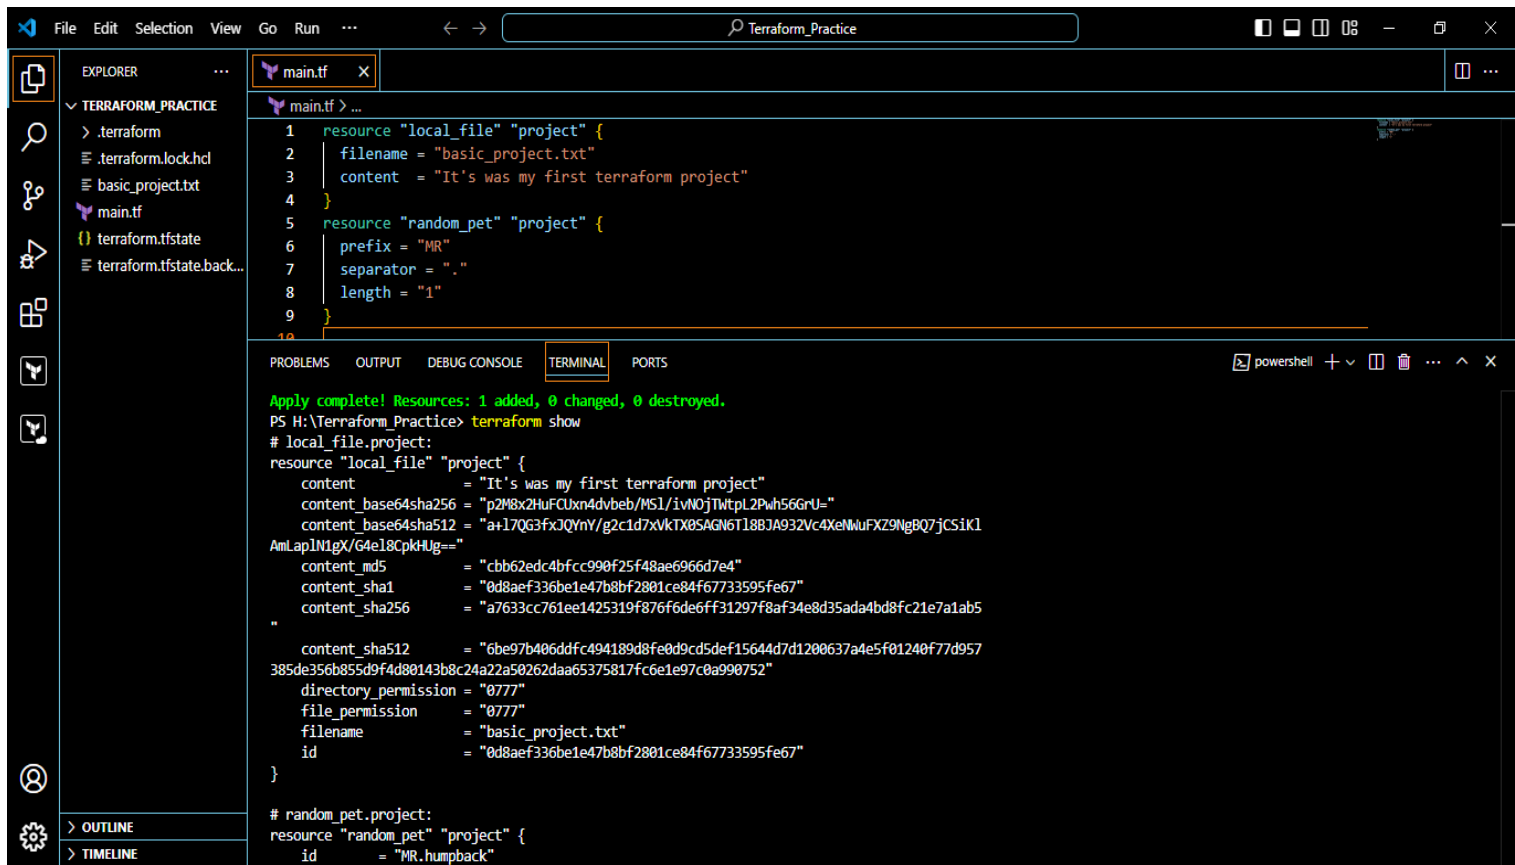 File Edit Selection View Go Run ···
Terraform_Practice
EXPLORER ···
TERRAFORM_PRACTICE
.terraform
.terraform.lock.hcl
basic_project.txt
main.tf
terraform.tfstate
terraform.tfstate.back...
OUTLINE
TIMELINE
main.tf
main.tf > ...
1 resource "local_file" "project" {
2 filename = "basic_project.txt"
3 content  = "It's was my first terraform project"
4 }
5 resource "random_pet" "project" {
6 prefix = "MR"
7 separator = "."
8 length = "1"
9 }
10
PROBLEMS OUTPUT DEBUG CONSOLE TERMINAL PORTS
powershell
Apply complete! Resources: 1 added, 0 changed, 0 destroyed.
PS H:\Terraform_Practice> terraform show
# local_file.project:
resource "local_file" "project" {
content = "It's was my first terraform project"
content_base64sha256 = "p2M8x2HuFCUxn4dvbeb/MSl/ivNOjTWtpL2Pwh56GrU="
content_base64sha512 = "a+l7QG3fxJQYnY/g2c1d7xVkTX0SAGN6Tl8BJA932Vc4XeNWuFXZ9NgBQ7jCSiKl
AmLaplN1gX/G4el8CpkHUg=="
content_md5 = "cbb62edc4bfcc990f25f48ae6966d7e4"
content_sha1 = "0d8aef336be1e47b8bf2801ce84f67733595fe67"
content_sha256 = "a7633cc761ee1425319f876f6de6ff31297f8af34e8d35ada4bd8fc21e7a1ab5
"
content_sha512 = "6be97b406ddfc494189d8fe0d9cd5def15644d7d1200637a4e5f01240f77d957
385de356b855d9f4d80143b8c24a22a50262daa65375817fc6e1e97c0a990752"
directory_permission = "0777"
file_permission = "0777"
filename = "basic_project.txt"
id = "0d8aef336be1e47b8bf2801ce84f67733595fe67"
}
# random_pet.project:
resource "random_pet" "project" {
id = "MR.humpback"